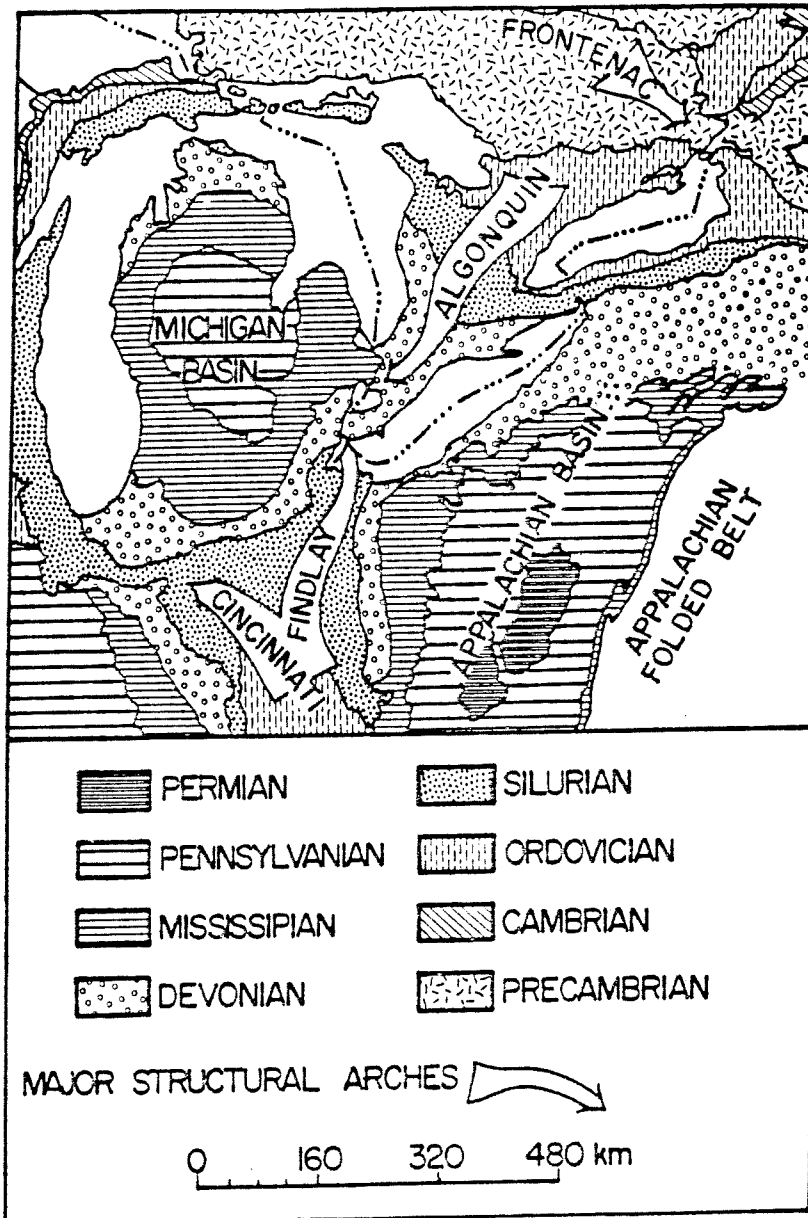 FRONTENAC
ALGONQUIN
MICHIGAN
BASIN
APPALACHIAN BASIN
APPALACHIAN
FOLDED BELT
FINDLAY
CINCINNATI
PERMIAN
SILURIAN
PENNSYLVANIAN
ORDOVICIAN
MISSISIPIAN
CAMBRIAN
DEVONIAN
PRECAMBRIAN
MAJOR STRUCTURAL ARCHES
0 160 320 480 km